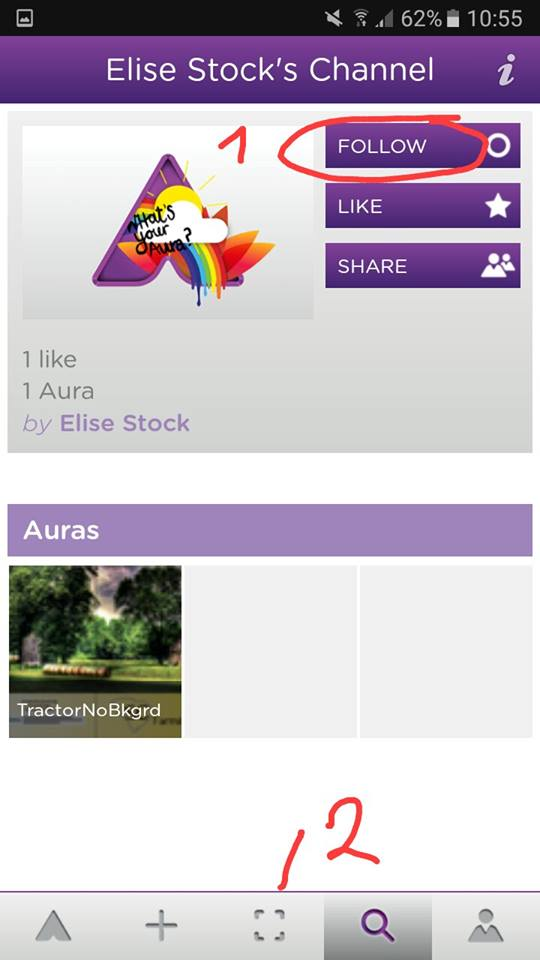 62% 10:55
Elise Stock's Channel
1
FOLLOW
LIKE
SHARE
What's
your
Aura?
1 like
1 Aura
by Elise Stock
Auras
TractorNoBkgrd
2